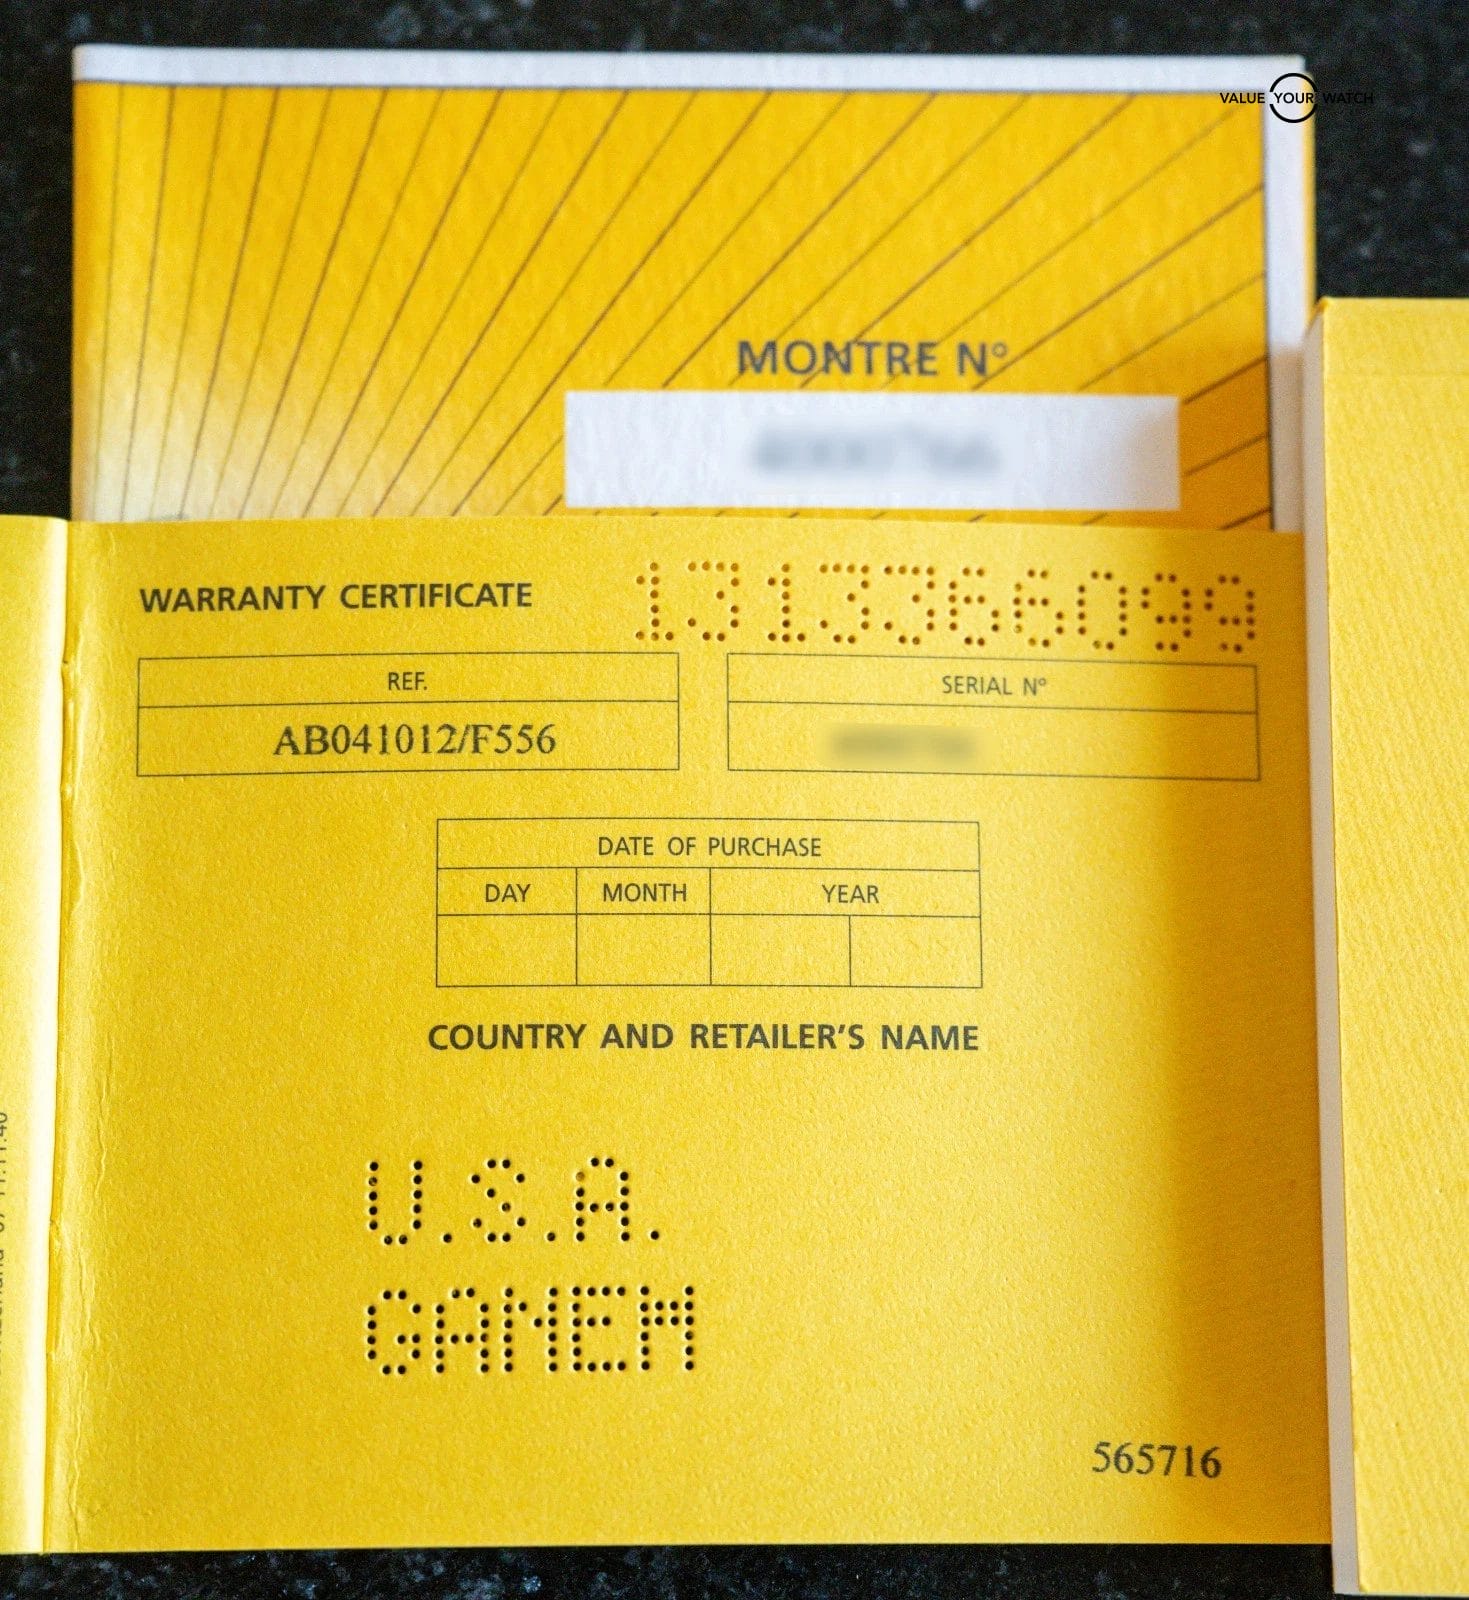 VALUE YOUR WATCH
MONTRE N°
WARRANTY CERTIFICATE
1313366099
REF.
AB041012/F556
SERIAL N°
DATE OF PURCHASE
DAY MONTH YEAR
COUNTRY AND RETAILER'S NAME
U.S.A.
GAMEM
565716